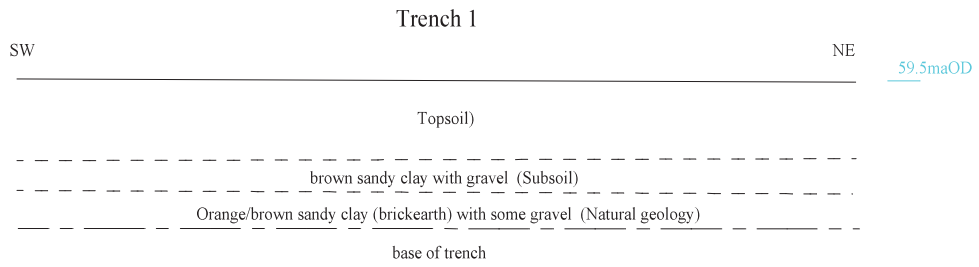 Trench 1
SW
NE
59.5maOD
Topsoil)
brown sandy clay with gravel (Subsoil)
Orange/brown sandy clay (brickearth) with some gravel (Natural geology)
base of trench